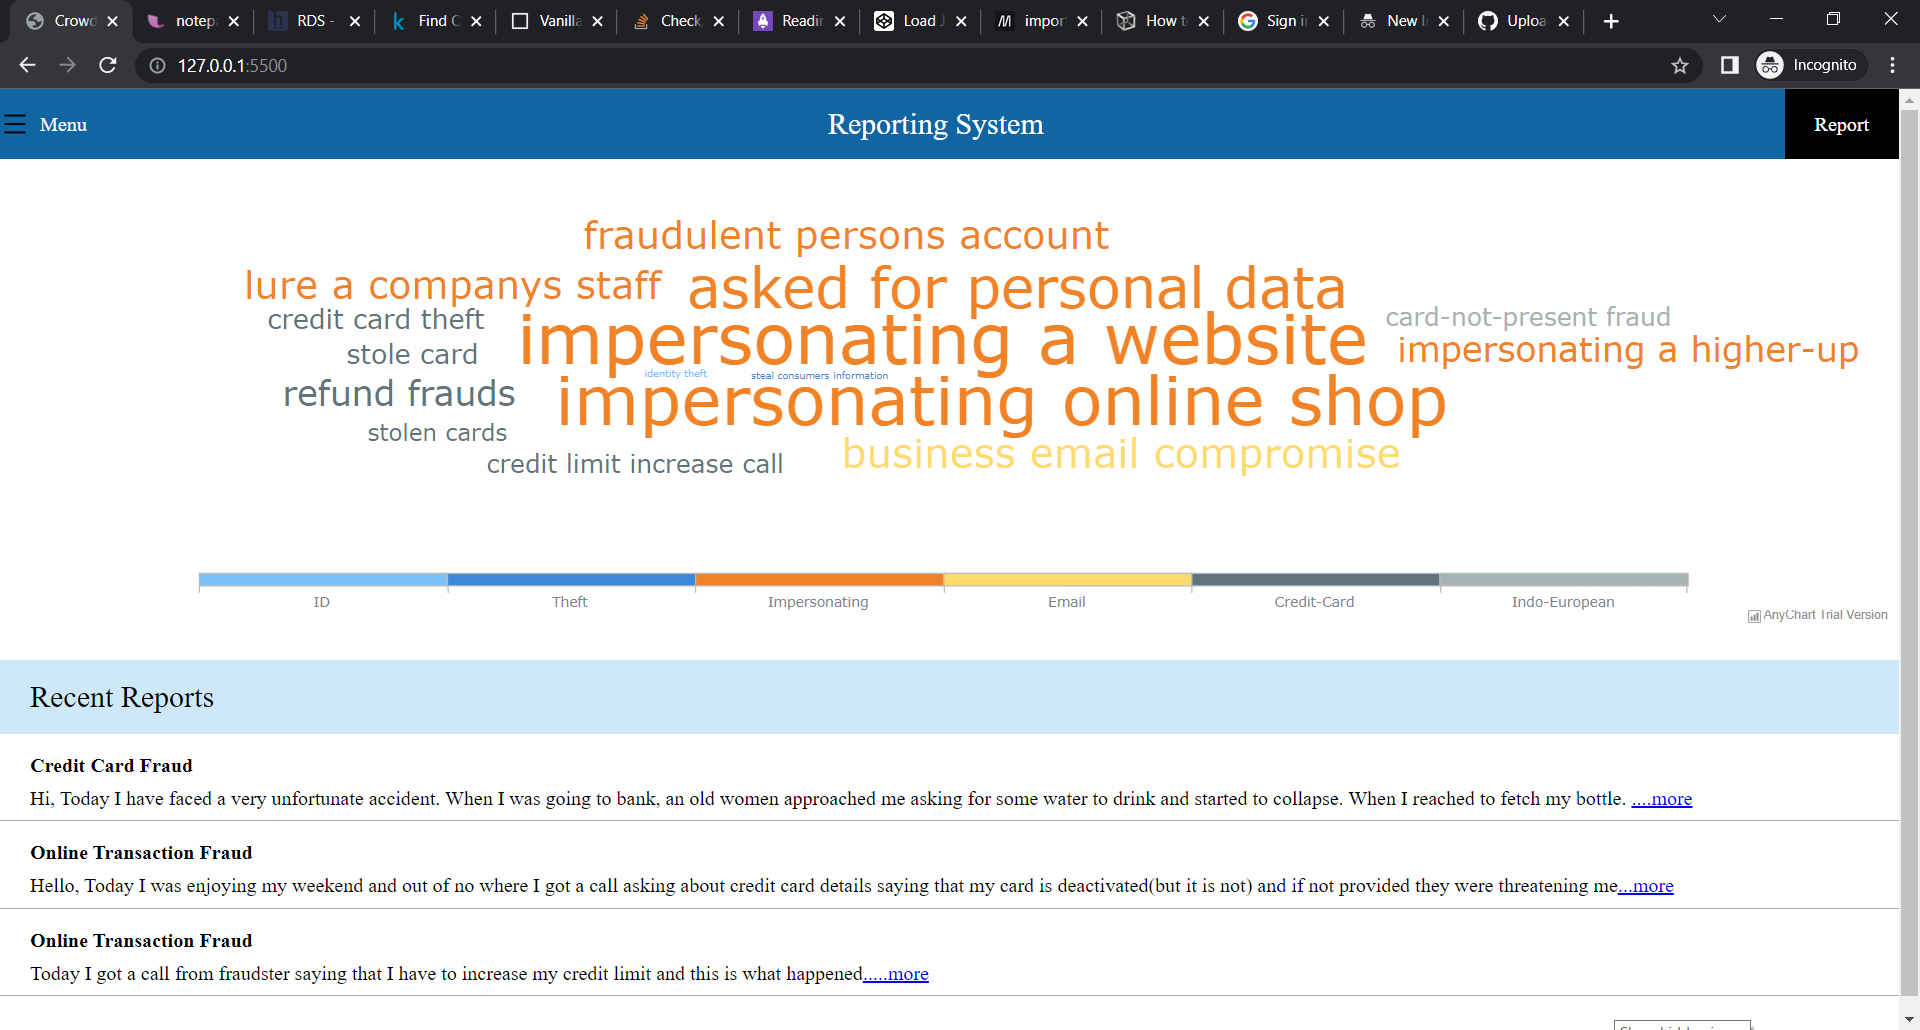 Crowd notep RDS - Find C Vanilla Check Readin Load J impor How t Sign i New I Uploa
127.0.0.1:5500 Incognito
Menu Reporting System Report
fraudulent persons account
lure a companys staff asked for personal data
credit card theft impersonating a website card-not-present fraud
stole card impersonating a higher-up
identity theft steal consumers information
refund frauds impersonating online shop
stolen cards
credit limit increase call business email compromise
ID Theft Impersonating Email Credit-Card Indo-European
AnyChart Trial Version
Recent Reports
Credit Card Fraud
Hi, Today I have faced a very unfortunate accident. When I was going to bank, an old women approached me asking for some water to drink and started to collapse. When I reached to fetch my bottle. ....more
Online Transaction Fraud
Hello, Today I was enjoying my weekend and out of no where I got a call asking about credit card details saying that my card is deactivated(but it is not) and if not provided they were threatening me...more
Online Transaction Fraud
Today I got a call from fraudster saying that I have to increase my credit limit and this is what happened.....more